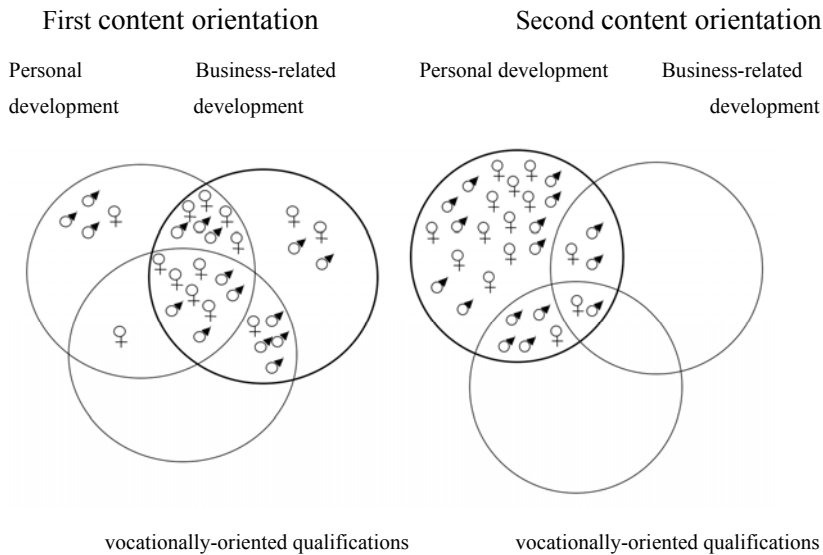 First content orientation
Second content orientation
Personal
development
Business-related
development
Personal development
Business-related
development
vocationally-oriented qualifications
vocationally-oriented qualifications